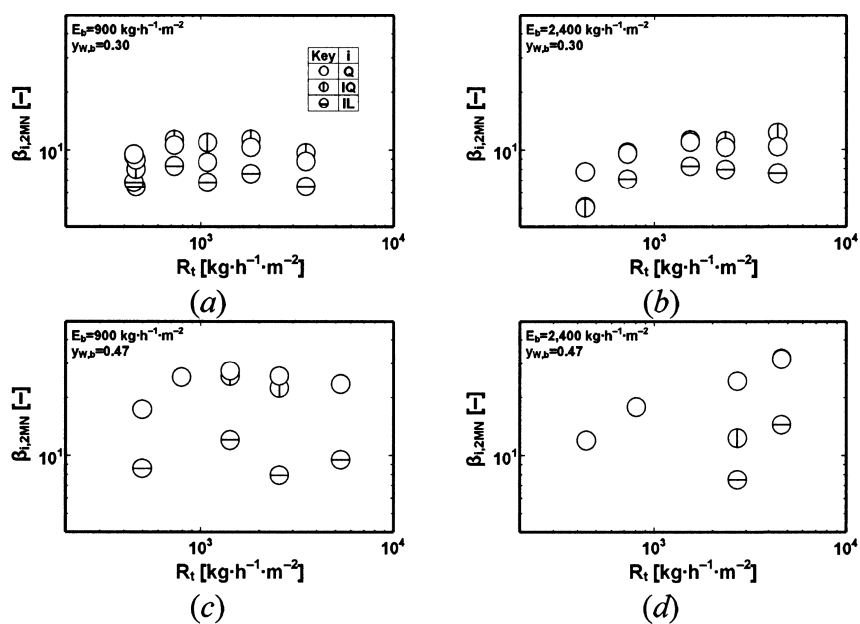 E_b=900 kg·h⁻¹·m⁻²
y_W,b=0.30
Key i
Q
IQ
IL
β_i,2MN [–]
10¹
10³
10⁴
R_t [kg·h⁻¹·m⁻²]
(a)
E_b=2,400 kg·h⁻¹·m⁻²
y_W,b=0.30
β_i,2MN [–]
10¹
10³
10⁴
R_t [kg·h⁻¹·m⁻²]
(b)
E_b=900 kg·h⁻¹·m⁻²
y_W,b=0.47
β_i,2MN [–]
10¹
10³
10⁴
R_t [kg·h⁻¹·m⁻²]
(c)
E_b=2,400 kg·h⁻¹·m⁻²
y_W,b=0.47
β_i,2MN [–]
10¹
10³
10⁴
R_t [kg·h⁻¹·m⁻²]
(d)